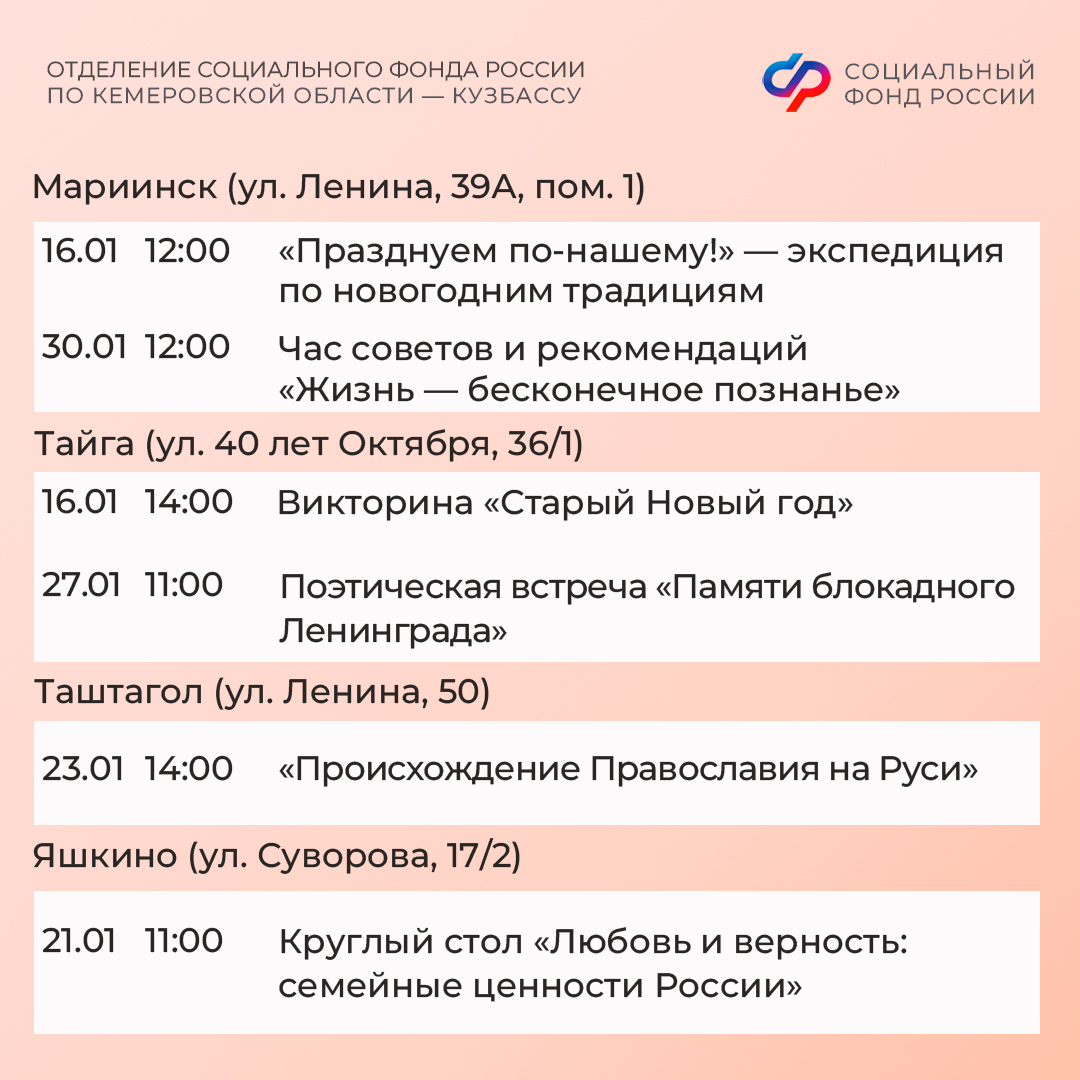 ОТДЕЛЕНИЕ СОЦИАЛЬНОГО ФОНДА РОССИИ
ПО КЕМЕРОВСКОЙ ОБЛАСТИ — КУЗБАССУ
СОЦИАЛЬНЫЙ
ФОНД РОССИИ
Мариинск (ул. Ленина, 39А, пом. 1)
16.01 12:00 «Празднуем по-нашему!» — экспедиция
по новогодним традициям
30.01 12:00 Час советов и рекомендаций
«Жизнь — бесконечное познанье»
Тайга (ул. 40 лет Октября, 36/1)
16.01 14:00 Викторина «Старый Новый год»
27.01 11:00 Поэтическая встреча «Памяти блокадного
Ленинграда»
Таштагол (ул. Ленина, 50)
23.01 14:00 «Происхождение Православия на Руси»
Яшкино (ул. Суворова, 17/2)
21.01 11:00 Круглый стол «Любовь и верность:
семейные ценности России»